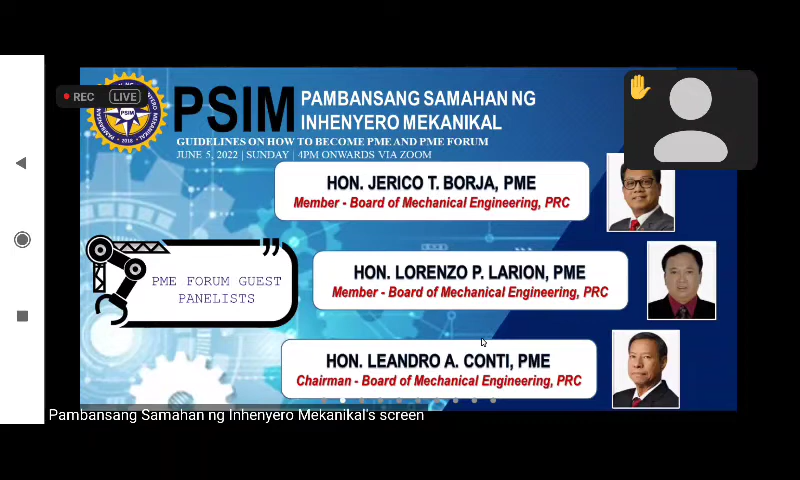 REC
LIVE
PSIM
PSIM
2018
PAMBANSANG SAMAHAN NG
INHENYERO MEKANIKAL
GUIDELINES ON HOW TO BECOME PME AND PME FORUM
JUNE 5, 2022 | SUNDAY | 4PM ONWARDS VIA ZOOM
HON. JERICO T. BORJA, PME
Member - Board of Mechanical Engineering, PRC
PME FORUM GUEST
PANELISTS
HON. LORENZO P. LARION, PME
Member - Board of Mechanical Engineering, PRC
HON. LEANDRO A. CONTI, PME
Chairman - Board of Mechanical Engineering, PRC
Pambansang Samahan ng Inhenyero Mekanikal's screen